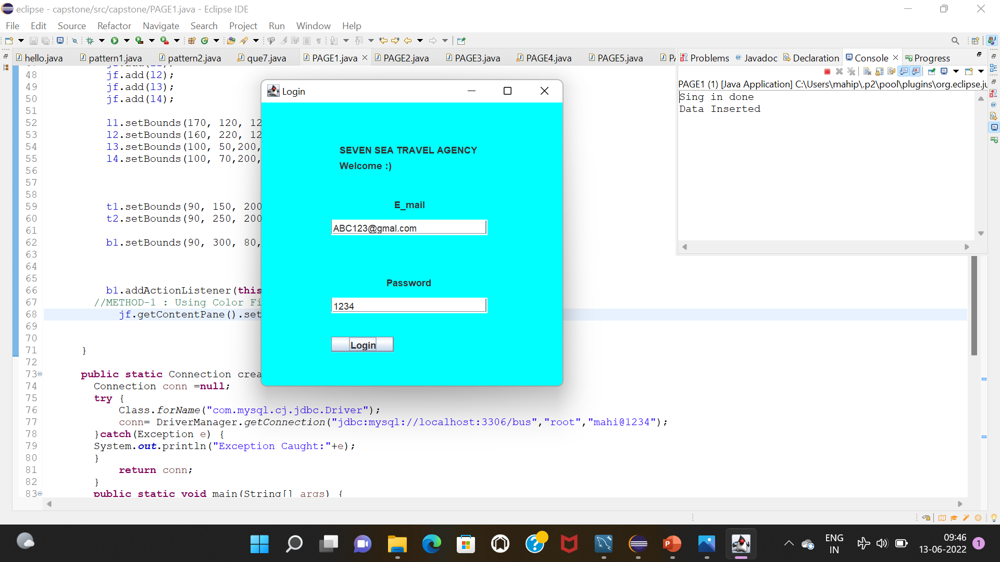 eclipse - capstone/src/capstone/PAGE1.java - Eclipse IDE
File Edit Source Refactor Navigate Search Project Run Window Help
hello.java pattern1.java pattern2.java que7.java PAGE1.java PAGE2.java PAGE3.java PAGE4.java PAGE5.java Problems Javadoc Declaration Console Progress
PAGE1 (1) [Java Application] C:\Users\mahip\.p2\pool\plugins\org.eclipse.ju
Sing in done
Data Inserted
48 jf.add(l2);
49 jf.add(l3);
50 jf.add(l4);
51
52 l1.setBounds(170, 120, 12
53 l2.setBounds(160, 220, 12
54 l3.setBounds(100, 50,200,
55 l4.setBounds(100, 70,200,
56
57
58
59 t1.setBounds(90, 150, 200
60 t2.setBounds(90, 250, 200
61
62 b1.setBounds(90, 300, 80,
63
64
65
66 b1.addActionListener(this
67 //METHOD-1 : Using Color Fi
68 jf.getContentPane().set
69
70
71 }
72
73 public static Connection crea
74 Connection conn =null;
75 try {
76 Class.forName("com.mysql.cj.jdbc.Driver");
77 conn= DriverManager.getConnection("jdbc:mysql://localhost:3306/bus","root","mahi@1234");
78 }catch(Exception e) {
79 System.out.println("Exception Caught:"+e);
80 }
81 return conn;
82 }
83 public static void main(String[] args) {
Login
SEVEN SEA TRAVEL AGENCY
Welcome :)
E_mail
ABC123@gmal.com
Password
1234
Login
ENG
IN
09:46
13-06-2022
1